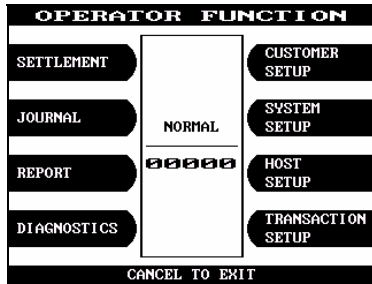 OPERATOR FUNCTION
SETTLEMENT
JOURNAL
REPORT
DIAGNOSTICS
NORMAL
00000
CUSTOMER
SETUP
SYSTEM
SETUP
HOST
SETUP
TRANSACTION
SETUP
CANCEL TO EXIT